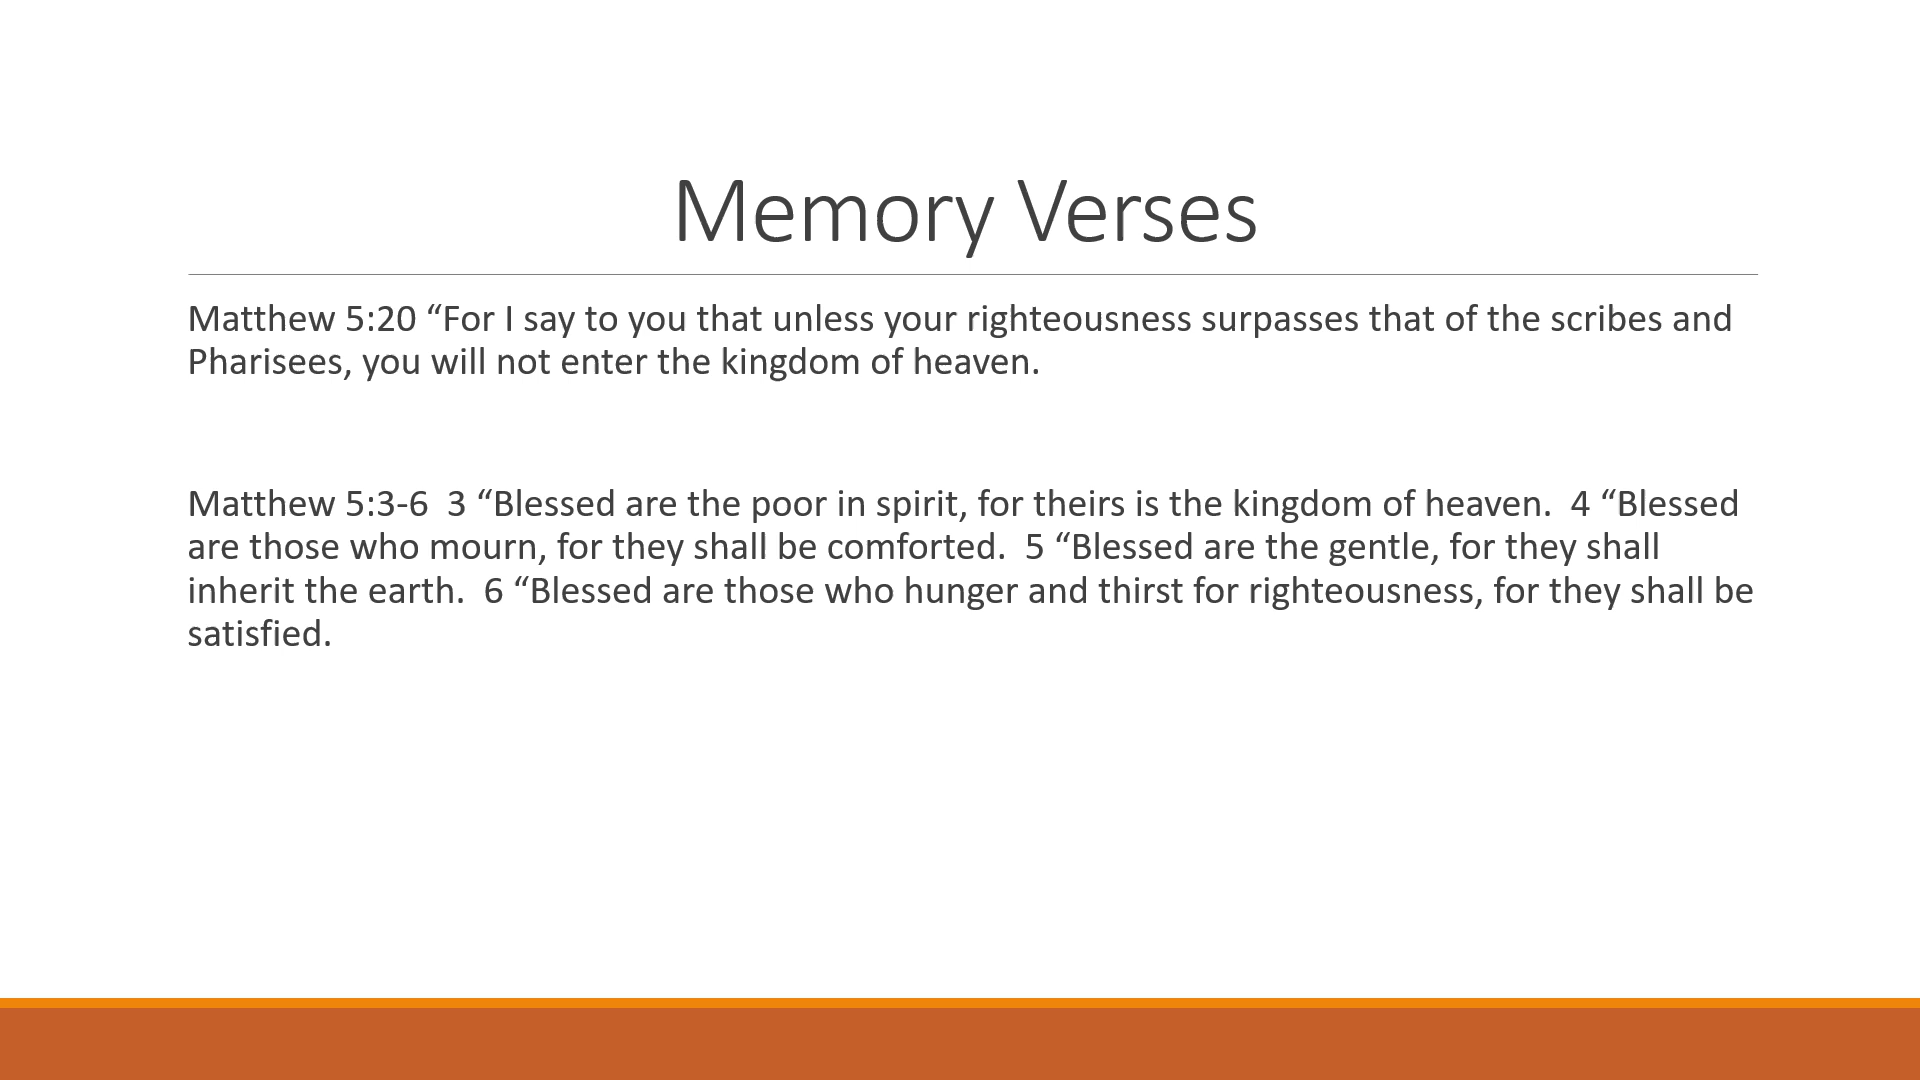 Memory Verses
Matthew 5:20 “For I say to you that unless your righteousness surpasses that of the scribes and
Pharisees, you will not enter the kingdom of heaven.
Matthew 5:3-6  3 “Blessed are the poor in spirit, for theirs is the kingdom of heaven.  4 “Blessed
are those who mourn, for they shall be comforted.  5 “Blessed are the gentle, for they shall
inherit the earth.  6 “Blessed are those who hunger and thirst for righteousness, for they shall be
satisfied.